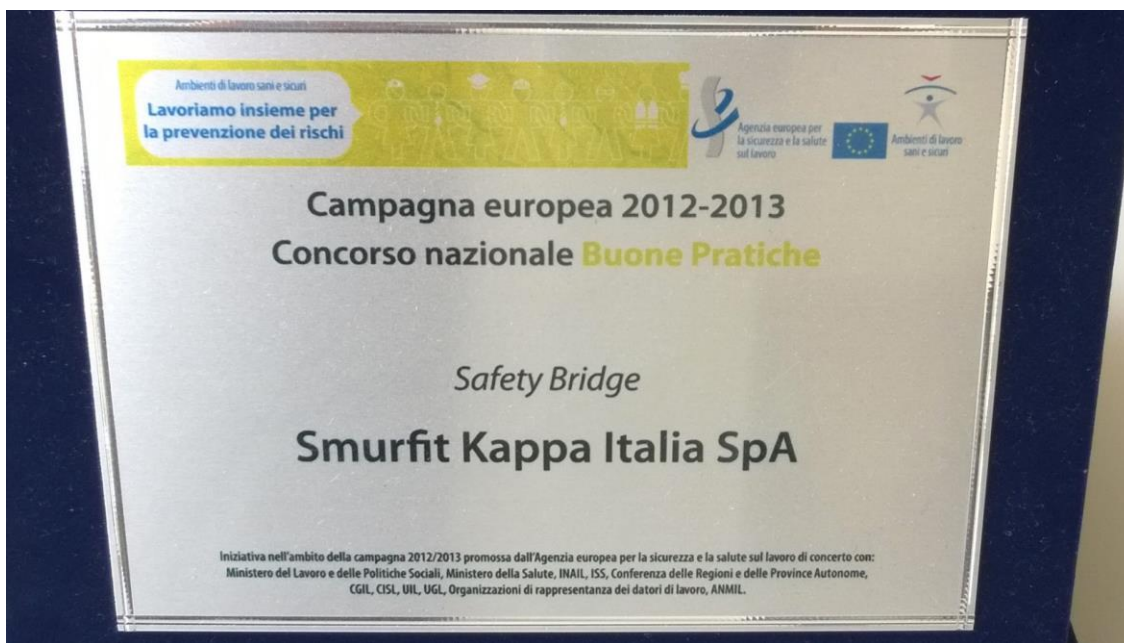 Ambienti di lavoro sani e sicuri
Lavoriamo insieme per
la prevenzione dei rischi
Agenzia europea per
la sicurezza e la salute
sul lavoro
Ambienti di lavoro
sani e sicuri
Campagna europea 2012-2013
Concorso nazionale Buone Pratiche
Safety Bridge
Smurfit Kappa Italia SpA
Iniziativa nell'ambito della campagna 2012/2013 promossa dall'Agenzia europea per la sicurezza e la salute sul lavoro di concerto con:
Ministero del Lavoro e delle Politiche Sociali, Ministero della Salute, INAIL, ISS, Conferenza delle Regioni e delle Province Autonome,
CGIL, CISL, UIL, UGL, Organizzazioni di rappresentanza dei datori di lavoro, ANMIL.